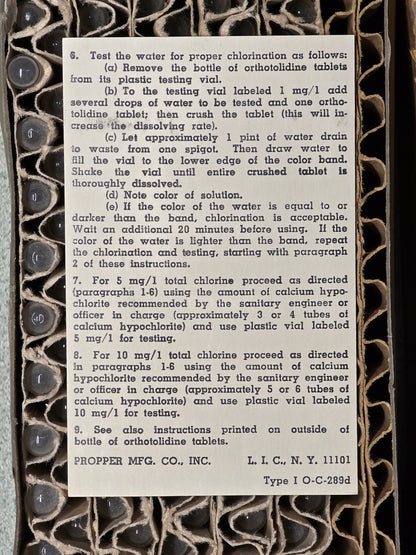 6. Test the water for proper chlorination as follows:
(a) Remove the bottle of orthotolidine tablets
from its plastic testing vial.
(b) To the testing vial labeled 1 mg/1 add
several drops of water to be tested and one ortho-
tolidine tablet; then crush the tablet (this will in-
crease the dissolving rate).
(c) Let approximately 1 pint of water drain
to waste from one spigot. Then draw water to
fill the vial to the lower edge of the color band.
Shake the vial until entire crushed tablet is
thoroughly dissolved.
(d) Note color of solution.
(e) If the color of the water is equal to or
darker than the band, chlorination is acceptable.
Wait an additional 20 minutes before using. If the
color of the water is lighter than the band, repeat
the chlorination and testing, starting with paragraph
2 of these instructions.
7. For 5 mg/1 total chlorine proceed as directed
(paragraphs 1-6) using the amount of calcium hypo-
chlorite recommended by the sanitary engineer or
officer in charge (approximately 3 or 4 tubes of
calcium hypochlorite) and use plastic vial labeled
5 mg/1 for testing.
8. For 10 mg/1 total chlorine proceed as directed
in paragraphs 1-6 using the amount of calcium
hypochlorite recommended by the sanitary engineer
or officer in charge (approximately 5 or 6 tubes of
calcium hypochlorite) and use plastic vial labeled
10 mg/1 for testing.
9. See also instructions printed on outside of
bottle of orthotolidine tablets.
PROPPER MFG. CO., INC. L. I. C., N. Y. 11101
Type I O-C-289d